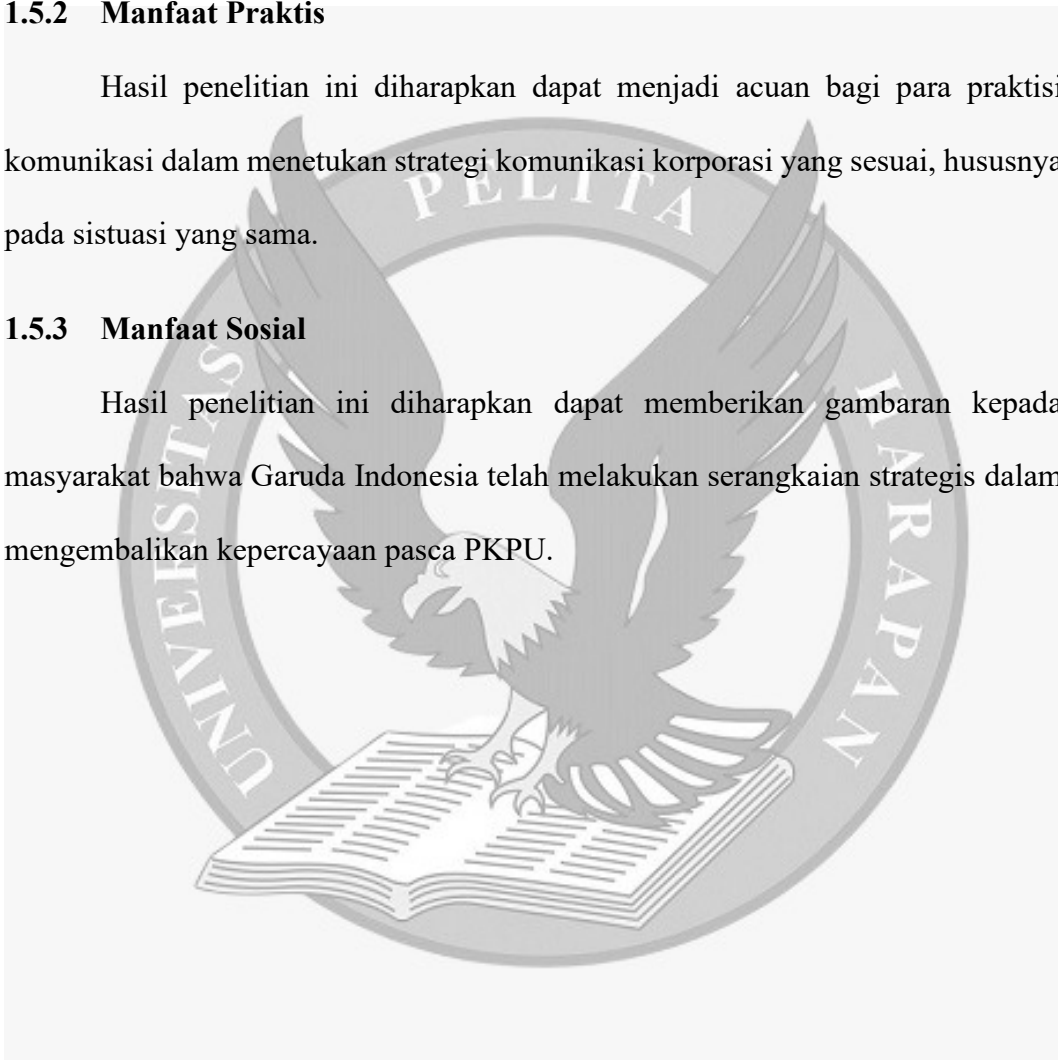 1.5.2 Manfaat Praktis
Hasil penelitian ini diharapkan dapat menjadi acuan bagi para praktisi
komunikasi dalam menetukan strategi komunikasi korporasi yang sesuai, hususnya
pada sistuasi yang sama.
1.5.3 Manfaat Sosial
Hasil penelitian ini diharapkan dapat memberikan gambaran kepada
masyarakat bahwa Garuda Indonesia telah melakukan serangkaian strategis dalam
mengembalikan kepercayaan pasca PKPU.
UNIVERSITAS PELITA HARAPAN